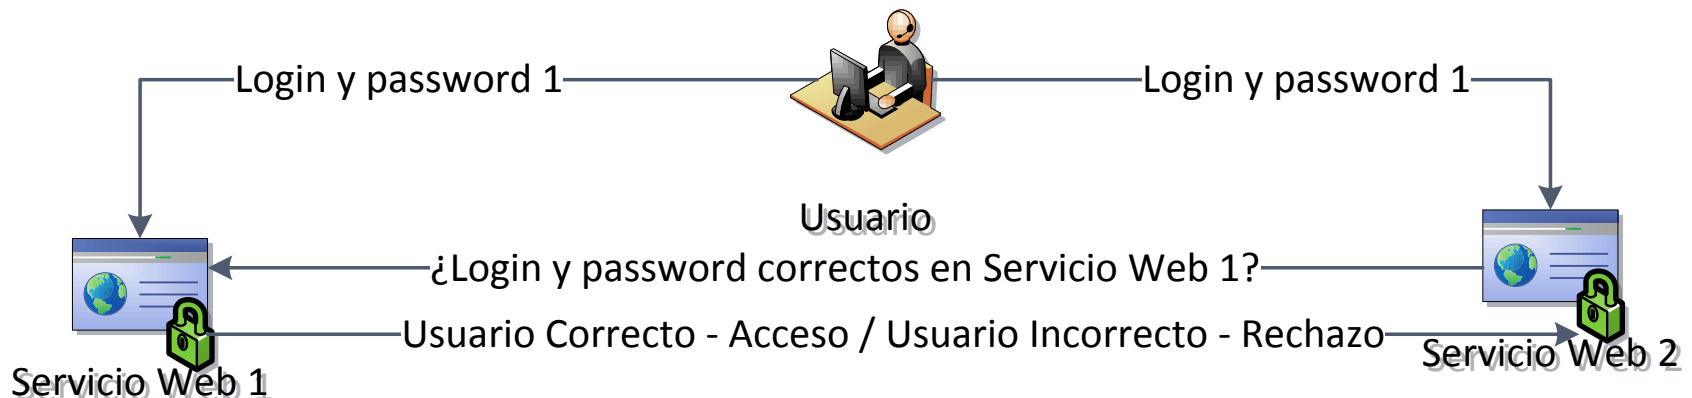 Login y password 1
Login y password 1
Usuario
¿Login y password correctos en Servicio Web 1?
Usuario Correcto - Acceso / Usuario Incorrecto - Rechazo
Servicio Web 2
Servicio Web 1